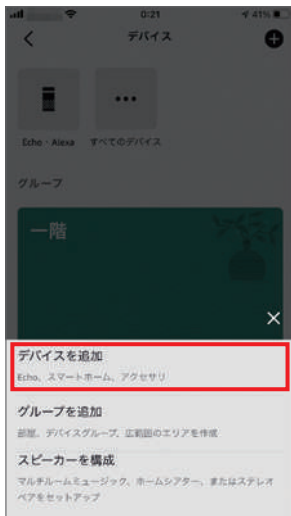 0:21
41%
デバイス
Echo・Alexa すべてのデバイス
グループ
一階
デバイスを追加
Echo、スマートホーム、アクセサリ
グループを追加
部屋、デバイスグループ、広範囲のエリアを作成
スピーカーを構成
マルチルームミュージック、ホームシアター、またはステレオ
ペアをセットアップ